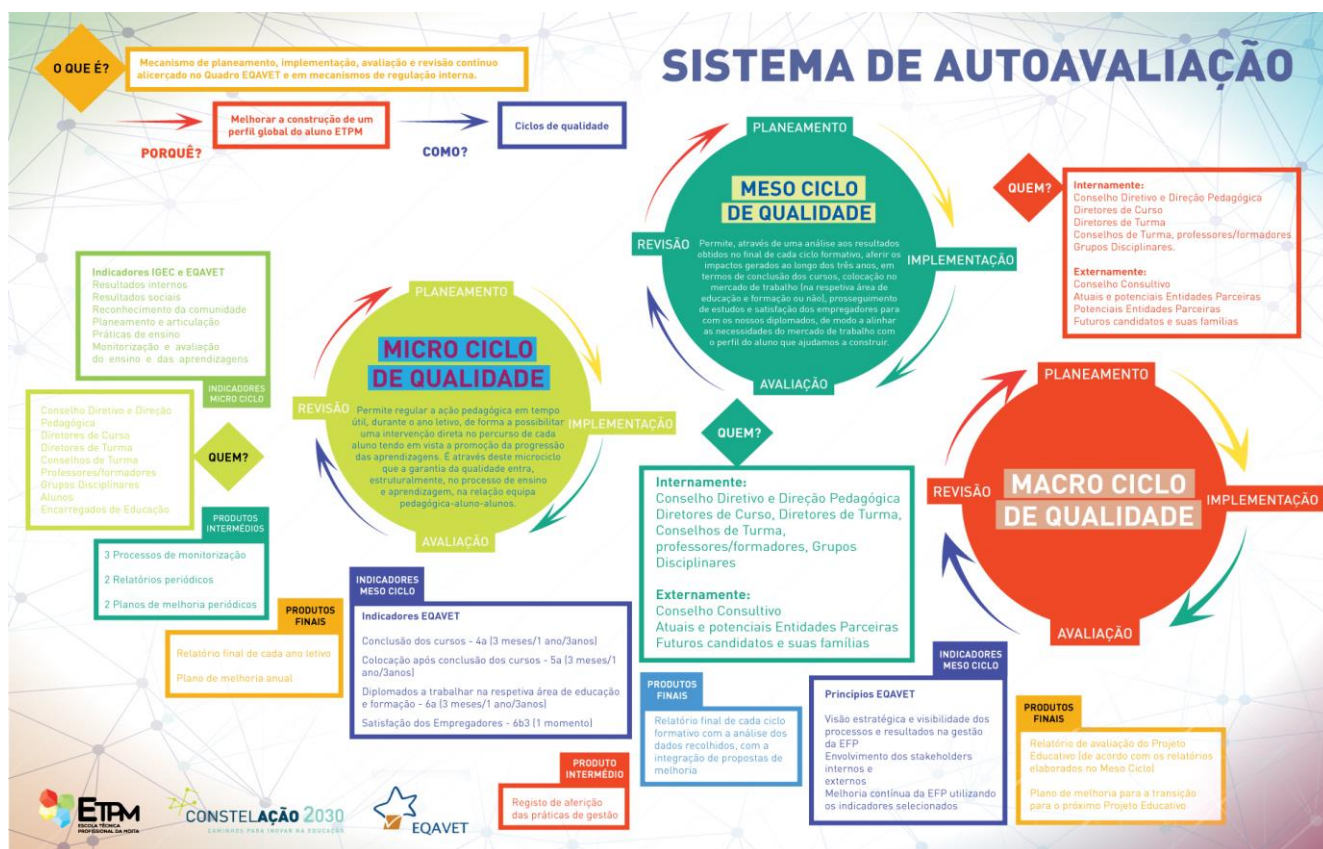 SISTEMA DE AUTOAVALIAÇÃO
O QUE É?
Mecanismo de planeamento, implementação, avaliação e revisão contínuo
alicerçado no Quadro EQAVET e em mecanismos de regulação interna.
PORQUÊ?
Melhorar a construção de um
perfil global do aluno ETPM
COMO?
Ciclos de qualidade
PLANEAMENTO
MESO CICLO
DE QUALIDADE
REVISÃO
IMPLEMENTAÇÃO
Permite, através de uma análise aos resultados
obtidos no final de cada ciclo formativo, aferir os
impactos gerados ao longo dos três anos, em
termos de conclusão dos cursos, colocação no
mercado de trabalho (na respetiva área de
educação e formação ou não), prosseguimento
de estudos e satisfação dos empregadores para
com os nossos diplomados, de modo a alinhar
as necesidades do mercado de trabalho com
o perfil do aluno que ajudamos a construir.
AVALIAÇÃO
QUEM?
Internamente:
Conselho Diretivo e Direção Pedagógica
Diretores de Curso
Diretores de Turma
Conselhos de Turma, professores/formadores
Grupos Disciplinares.
Externamente:
Conselho Consultivo
Atuais e potenciais Entidades Parceiras
Potenciais Entidades Parceiras
Futuros candidatos e suas famílias
Indicadores IGEC e EQAVET
Resultados internos
Resultados sociais
Reconhecimento da comunidade
Planeamento e articulação
Práticas de ensino
Monitorização e avaliação
do ensino e das aprendizagens
INDICADORES
MICRO CICLO
PLANEAMENTO
MICRO CICLO
DE QUALIDADE
REVISÃO
IMPLEMENTAÇÃO
Permite regular a ação pedagógica em tempo
útil, durante o ano letivo, de forma a possibilitar
uma intervenção direta no percurso de cada
aluno tendo em vista a promoção da progressão
das aprendizagens. É através deste microciclo
que a garantia da qualidade entra,
estruturalmente, no processo de ensino
e aprendizagem, na relação equipa
pedagógica-aluno-alunos.
AVALIAÇÃO
Conselho Diretivo e Direção
Pedagógica
Diretores de Curso
Diretores de Turma
Conselhos de Turma
Professores/formadores
Grupos Disciplinares
Alunos
Encarregados de Educação
QUEM?
PRODUTOS
INTERMÉDIOS
3 Processos de monitorização
2 Relatórios periódicos
2 Planos de melhoria periódicos
PRODUTOS
FINAIS
Relatório final de cada ano letivo
Plano de melhoria anual
INDICADORES
MESO CICLO
Indicadores EQAVET
Conclusão dos cursos - 4a (3 meses/1 ano/3anos)
Colocação após conclusão dos cursos - 5a (3 meses/1
ano/3anos)
Diplomados a trabalhar na respetiva área de educação
e formação - 6a (3 meses/1 ano/3anos)
Satisfação dos Empregadores - 6b3 (1 momento)
QUEM?
Internamente:
Conselho Diretivo e Direção Pedagógica
Diretores de Curso, Diretores de Turma,
Conselhos de Turma,
professores/formadores, Grupos
Disciplinares
Externamente:
Conselho Consultivo
Atuais e potenciais Entidades Parceiras
Futuros candidatos e suas famílias
PLANEAMENTO
REVISÃO
MACRO CICLO
DE QUALIDADE
IMPLEMENTAÇÃO
AVALIAÇÃO
PRODUTO
INTERMÉDIO
Registo de aferição
das práticas de gestão
PRODUTOS
FINAIS
Relatório final de cada ciclo
formativo com a análise dos
dados recolhidos, com a
integração de propostas de
melhoria
INDICADORES
MESO CICLO
Princípios EQAVET
Visão estratégica e visibilidade dos
processos e resultados na gestão
da EFP
Envolvimento dos stakeholders
internos e
externos
Melhoria contínua da EFP utilizando
os indicadores selecionados
PRODUTOS
FINAIS
Relatório de avaliação do Projeto
Educativo (de acordo com os relatórios
elaborados no Meso Ciclo)
Plano de melhoria para a transição
para o próximo Projeto Educativo
ETPM
ESCOLA TÉCNICA
PROFISSIONAL DA MOITA
CONSTELAÇÃO 2030
CAMINHOS PARA INOVAR NA EDUCAÇÃO
EQAVET